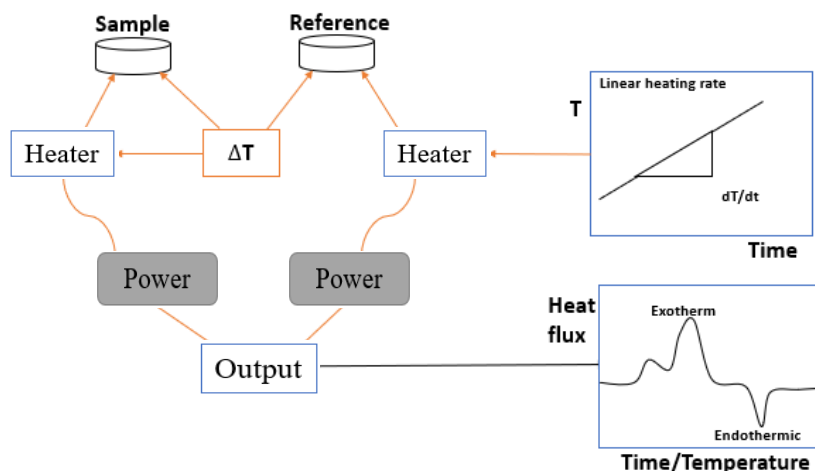 Sample
Reference
Heater
ΔT
Heater
T
Linear heating rate
dT/dt
Time
Power
Power
Output
Heat
flux
Exotherm
Endothermic
Time/Temperature